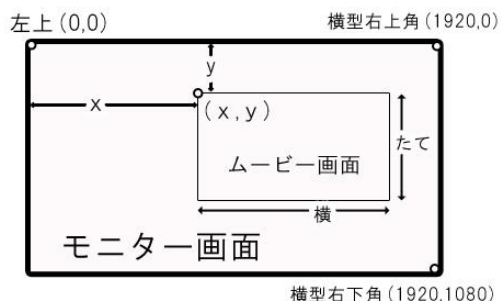 左上(0,0)
横型右上角(1920,0)
y
x
(x,y)
たて
ムービー画面
横
モニター画面
横型右下角(1920,1080)